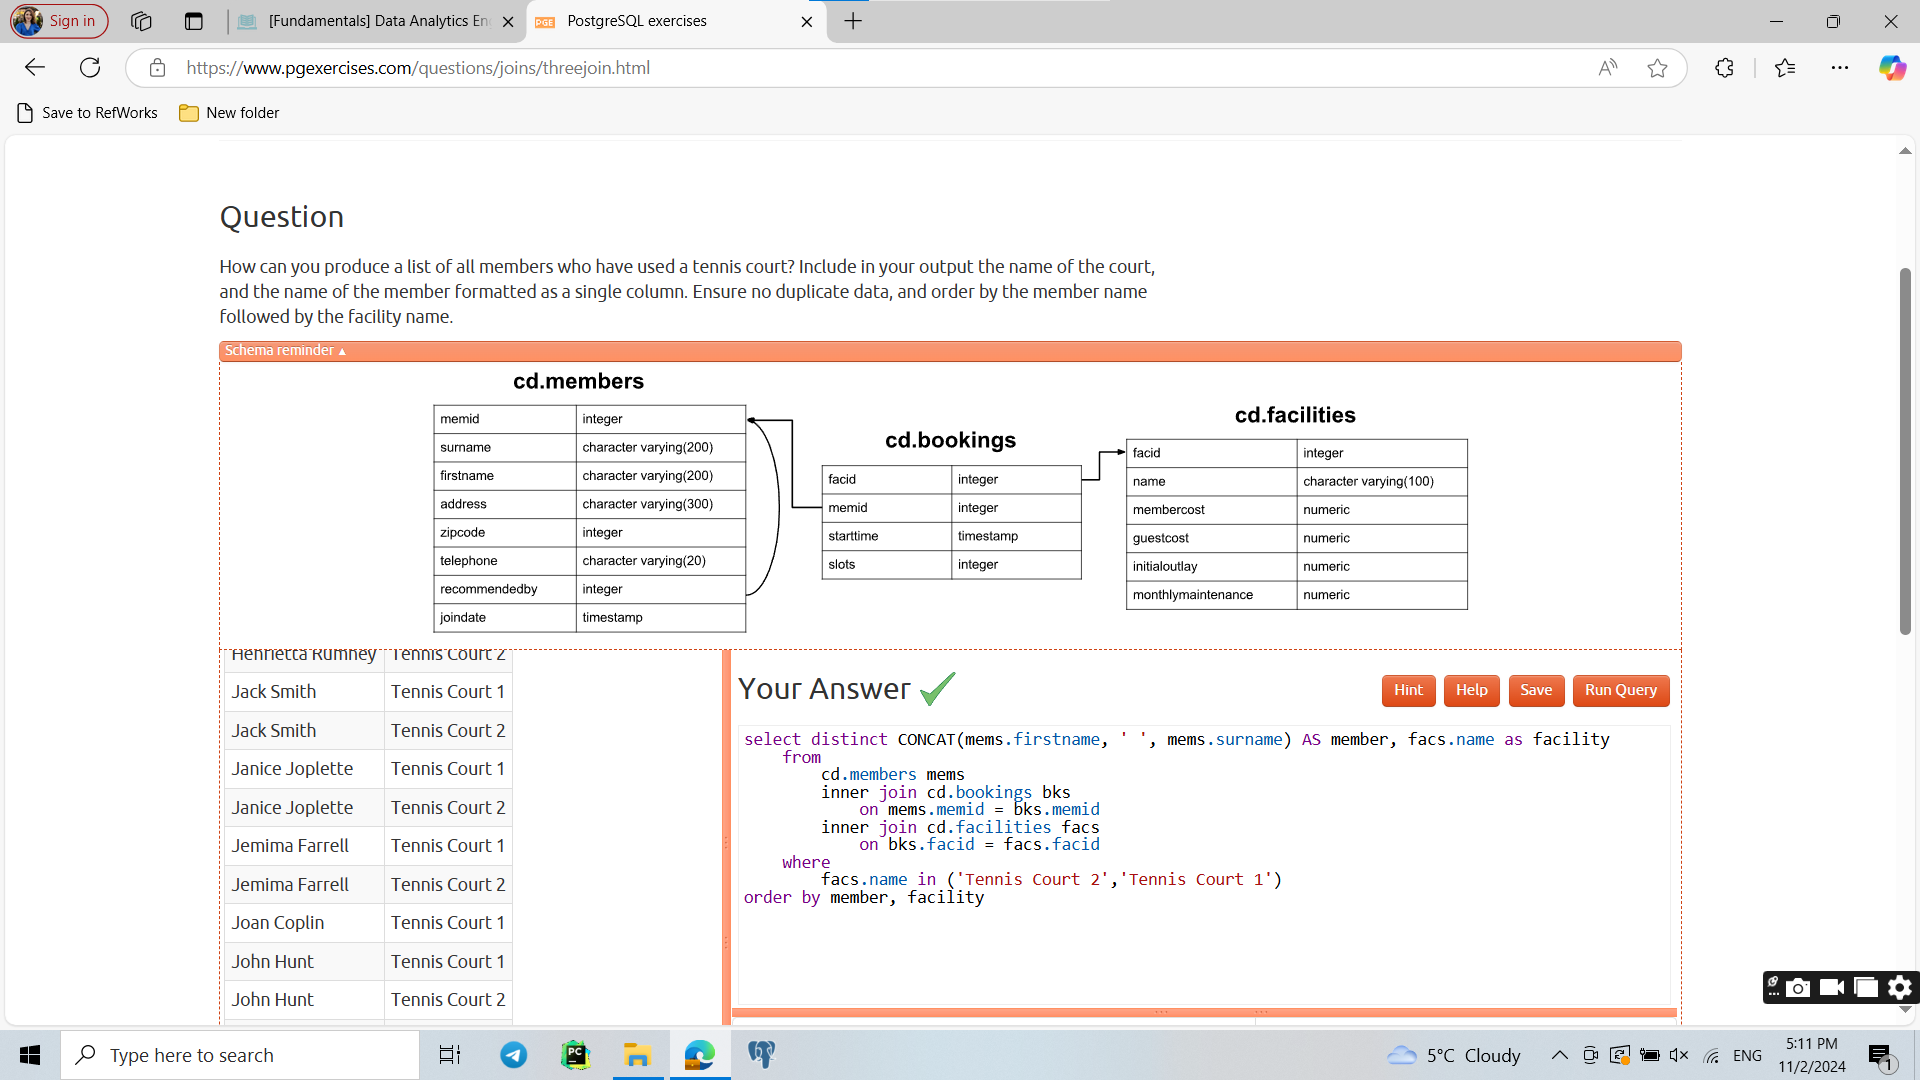 Sign in
[Fundamentals] Data Analytics En
PGE PostgreSQL exercises
https://www.pgexercises.com/questions/joins/threejoin.html
Save to RefWorks
New folder
Question
How can you produce a list of all members who have used a tennis court? Include in your output the name of the court,
and the name of the member formatted as a single column. Ensure no duplicate data, and order by the member name
followed by the facility name.
Schema reminder ▲
cd.members
memid integer
surname character varying(200)
firstname character varying(200)
address character varying(300)
zipcode integer
telephone character varying(20)
recommendedby integer
joindate timestamp
cd.bookings
facid integer
memid integer
starttime timestamp
slots integer
cd.facilities
facid integer
name character varying(100)
membercost numeric
guestcost numeric
initialoutlay numeric
monthlymaintenance numeric
Henrietta Rumney Tennis Court 2
Jack Smith Tennis Court 1
Jack Smith Tennis Court 2
Janice Joplette Tennis Court 1
Janice Joplette Tennis Court 2
Jemima Farrell Tennis Court 1
Jemima Farrell Tennis Court 2
Joan Coplin Tennis Court 1
John Hunt Tennis Court 1
John Hunt Tennis Court 2
Your Answer
Hint Help Save Run Query
select distinct CONCAT(mems.firstname, ' ', mems.surname) AS member, facs.name as facility
from
cd.members mems
inner join cd.bookings bks
on mems.memid = bks.memid
inner join cd.facilities facs
on bks.facid = facs.facid
where
facs.name in ('Tennis Court 2','Tennis Court 1')
order by member, facility
PC
Type here to search
5°C Cloudy
ENG
5:11 PM
11/2/2024
1